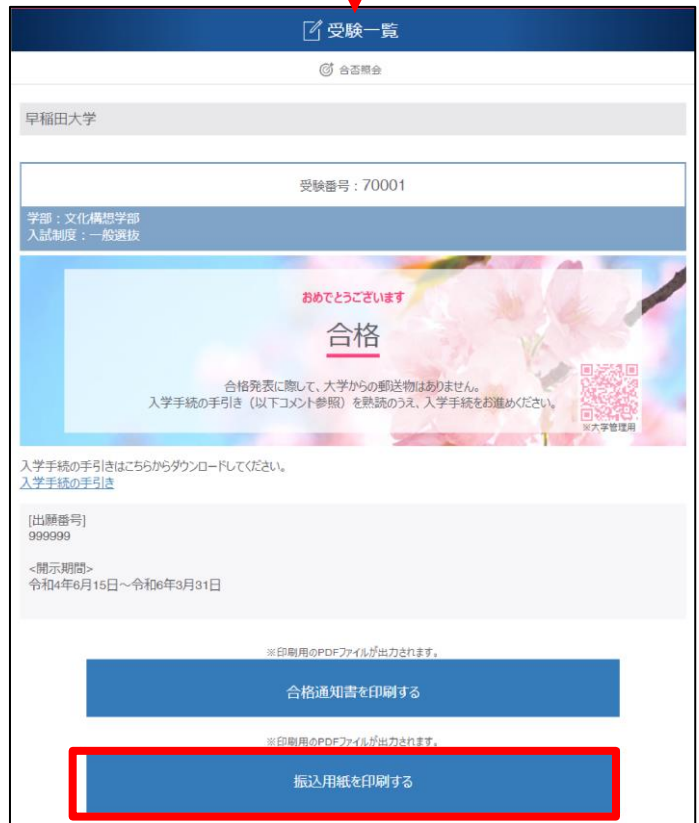 受験一覧
合否照会
早稲田大学
受験番号：70001
学部：文化構想学部
入試制度：一般選抜
おめでとうございます
合格
合格発表に際して、大学からの郵送物はありません。
入学手続の手引き（以下コメント参照）を熟読のうえ、入学手続をお進めください。
※大学管理用
入学手続の手引きはこちらからダウンロードしてください。
入学手続の手引き
[出願番号]
999999
<開示期間>
令和4年6月15日～令和6年3月31日
※印刷用のPDFファイルが出力されます。
合格通知書を印刷する
※印刷用のPDFファイルが出力されます。
振込用紙を印刷する